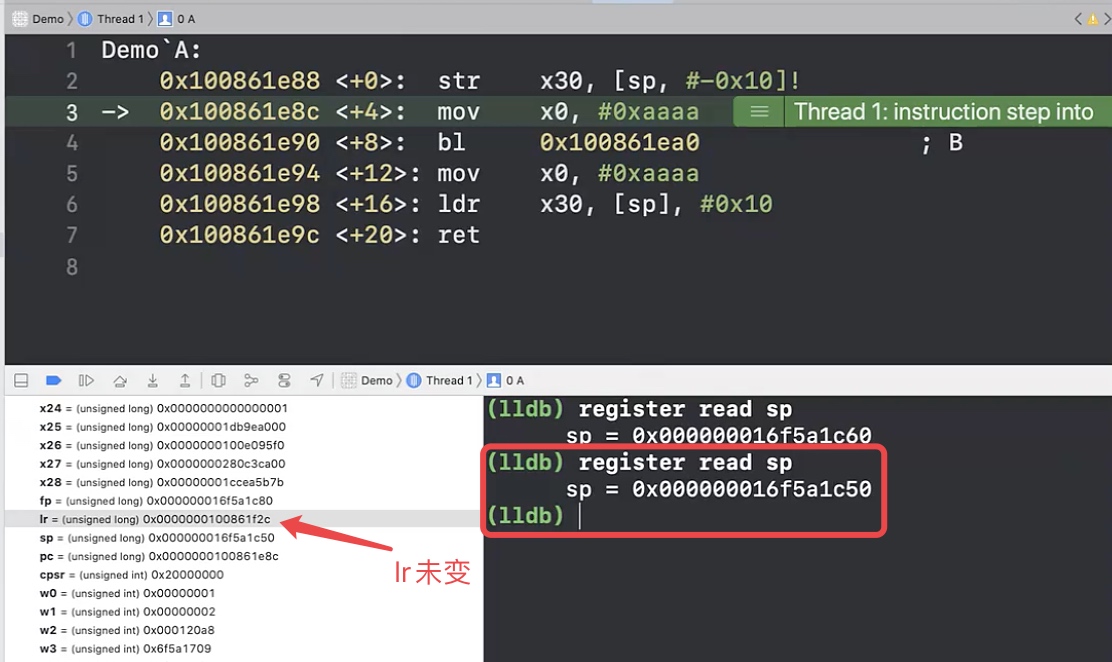 Demo 〉 Thread 1 〉 0 A
1 Demo`A:
2 0x100861e88 <+0>: str x30, [sp, #-0x10]!
3 -> 0x100861e8c <+4>: mov x0, #0xaaaa Thread 1: instruction step into
4 0x100861e90 <+8>: bl 0x100861ea0 ; B
5 0x100861e94 <+12>: mov x0, #0xaaaa
6 0x100861e98 <+16>: ldr x30, [sp], #0x10
7 0x100861e9c <+20>: ret
8
Demo 〉 Thread 1 〉 0 A
x24 = (unsigned long) 0x0000000000000001
x25 = (unsigned long) 0x00000001db9ea000
x26 = (unsigned long) 0x0000000100e095f0
x27 = (unsigned long) 0x0000000280c3ca00
x28 = (unsigned long) 0x00000001ccea5b7b
fp = (unsigned long) 0x000000016f5a1c80
lr = (unsigned long) 0x0000000100861f2c
sp = (unsigned long) 0x000000016f5a1c50
pc = (unsigned long) 0x0000000100861e8c
cpsr = (unsigned int) 0x20000000
w0 = (unsigned int) 0x00000001
w1 = (unsigned int) 0x00000002
w2 = (unsigned int) 0x000120a8
w3 = (unsigned int) 0x6f5a1709
lr未变
(lldb) register read sp
sp = 0x000000016f5a1c60
(lldb) register read sp
sp = 0x000000016f5a1c50
(lldb)